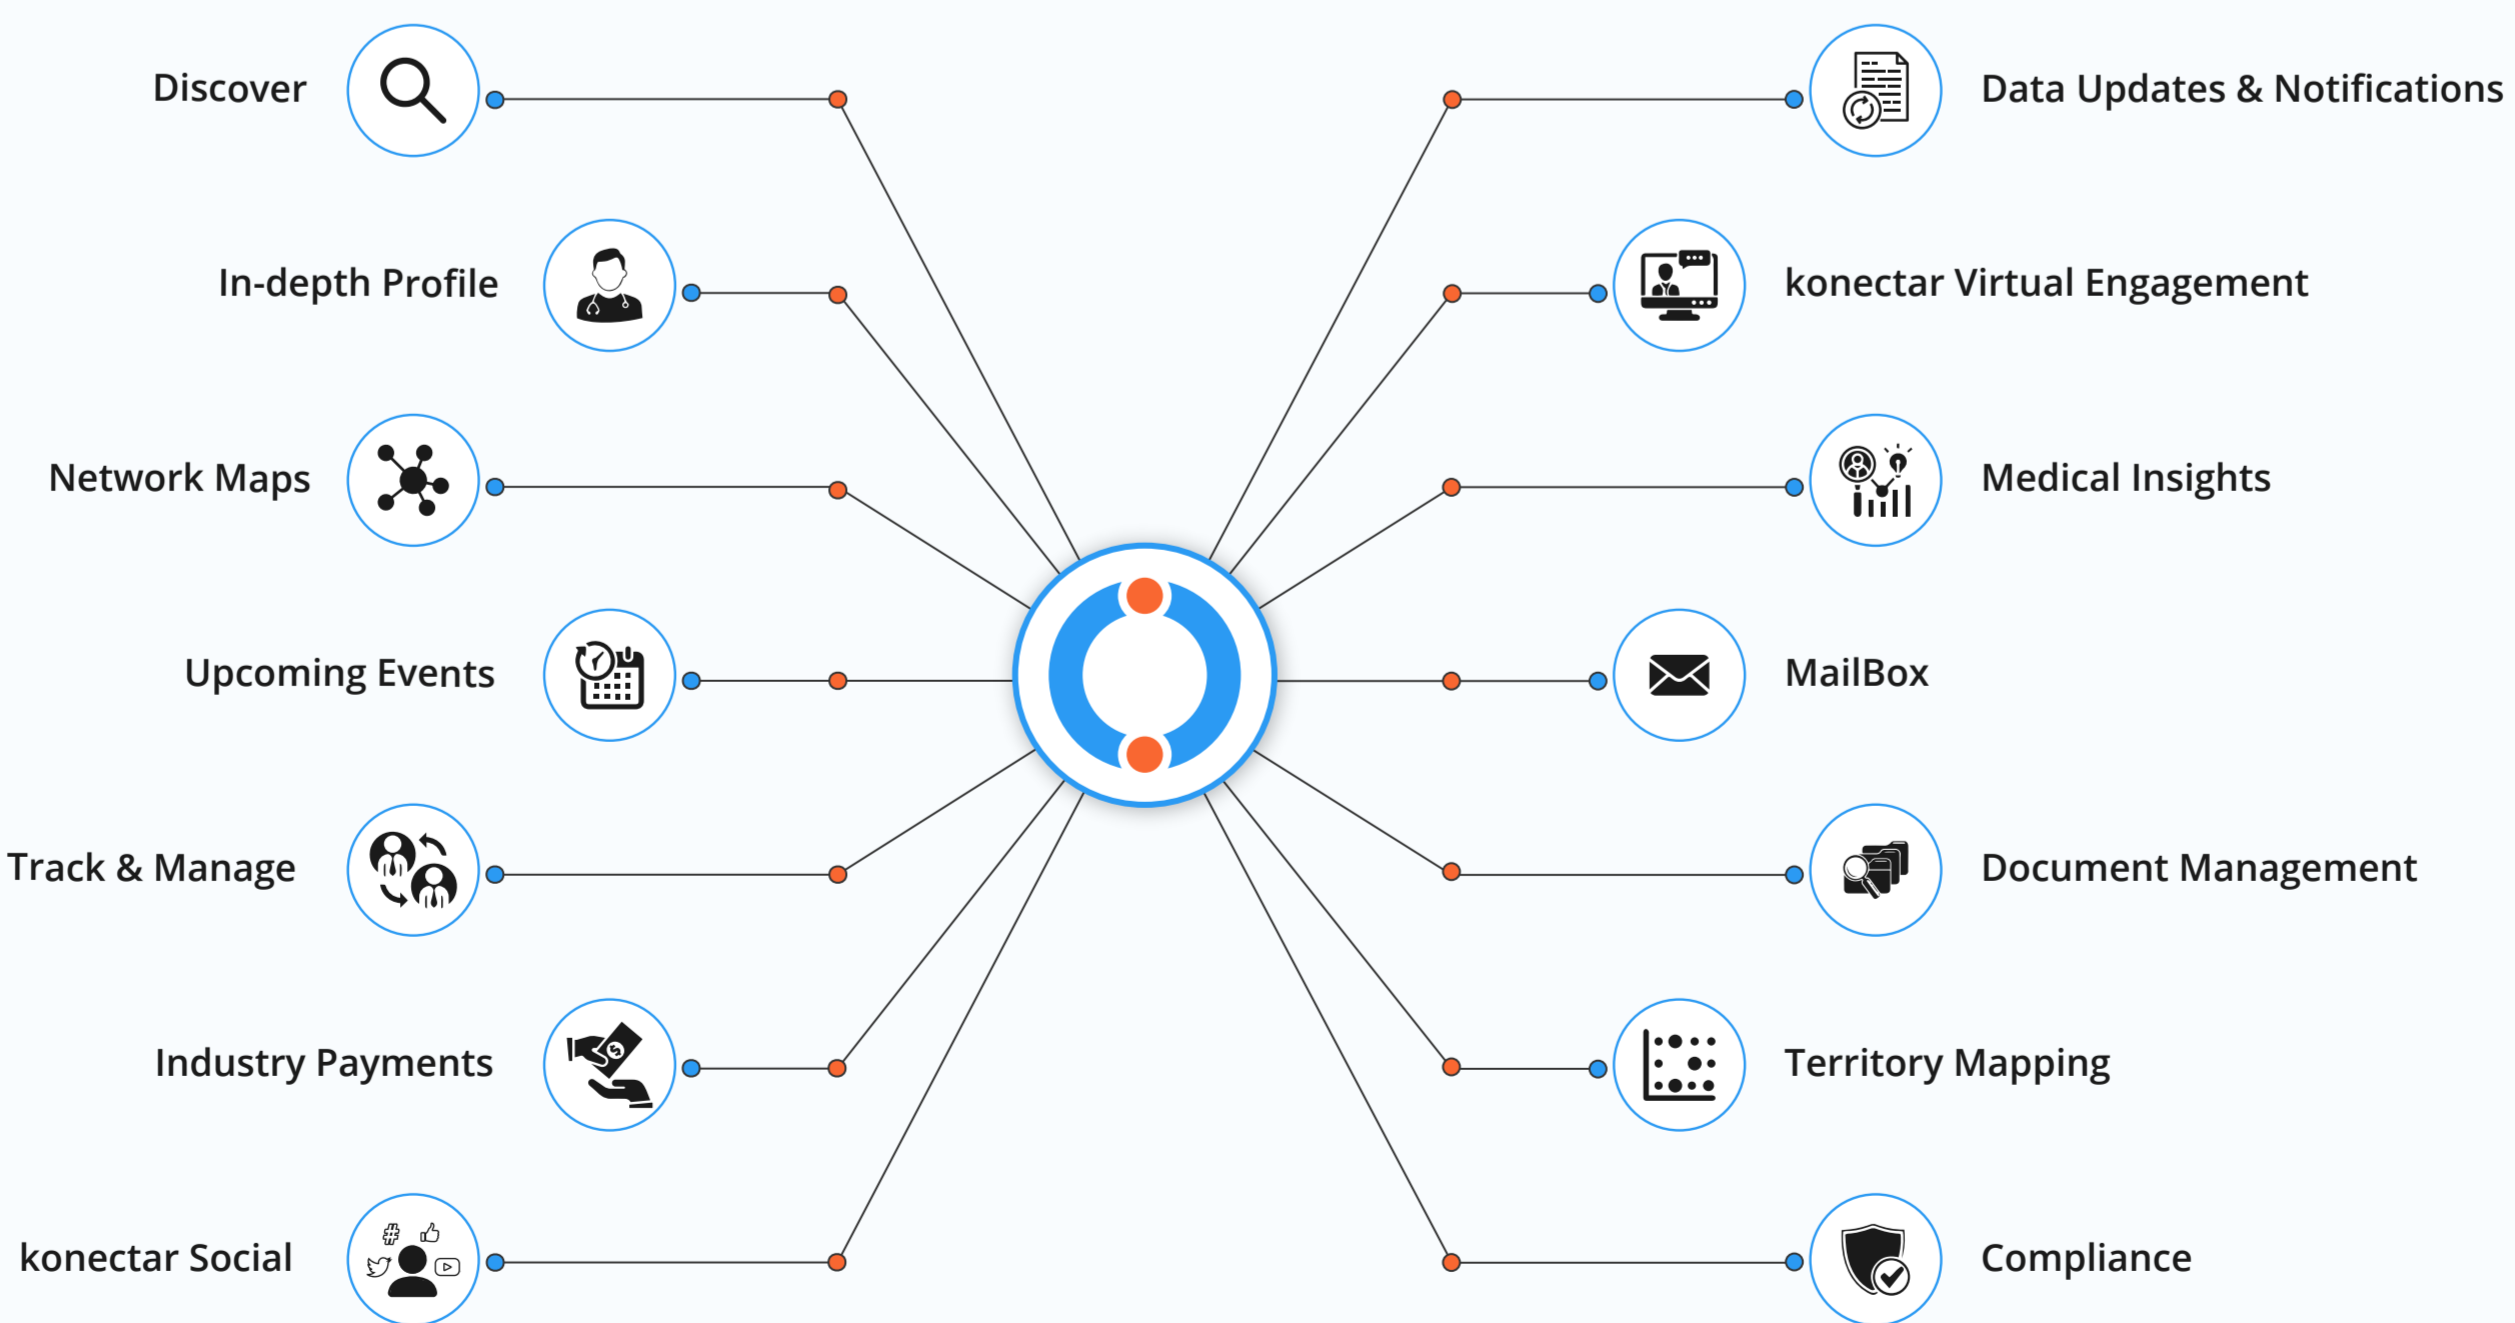 Discover
Data Updates & Notifications
In-depth Profile
konectar Virtual Engagement
Network Maps
Medical Insights
Upcoming Events
MailBox
Track & Manage
Document Management
Industry Payments
Territory Mapping
konectar Social
Compliance